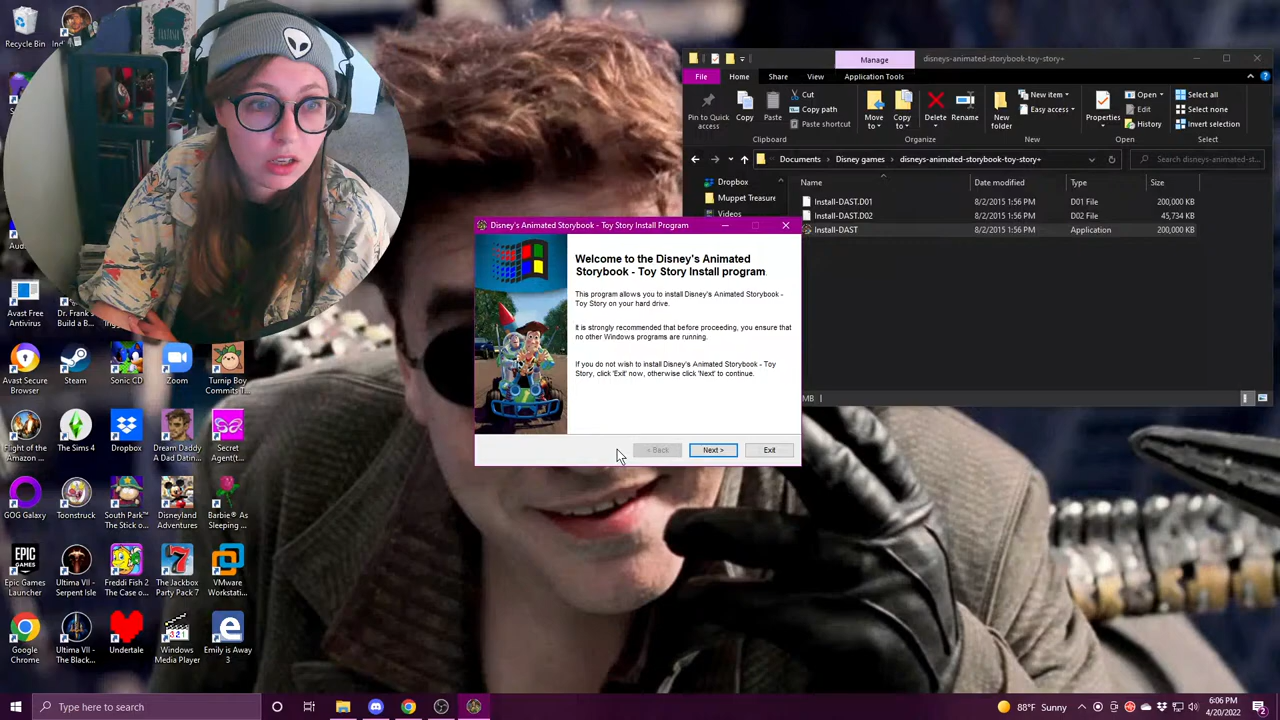 Recycle Bin
Avast Free
Antivirus
Dr. Frank's
Build a B...
Avast Secure
Browser
Steam
Sonic CD
Zoom
Turnip Boy
Commits T...
Flight of the
Amazon ...
The Sims 4
Dropbox
Dream Daddy
A Dad Datin...
Secret
Agent(t...
GOG Galaxy
Toonstruck
South Park™
The Stick o...
Disneyland
Adventures
Barbie® As
Sleeping ...
Epic Games
Launcher
Ultima VII -
Serpent Isle
Freddi Fish 2
The Case o...
The Jackbox
Party Pack 7
VMware
Workstati...
Google
Chrome
Ultima VII -
The Black...
Undertale
Windows
Media Player
Emily is Away
3
Manage
disneys-animated-storybook-toy-story+
File
Home
Share
View
Application Tools
Pin to Quick
access
Copy
Paste
Cut
Copy path
Paste shortcut
Clipboard
Move
to
Copy
to
Delete
Rename
Organize
New
folder
New item
Easy access
New
Properties
Open
Edit
History
Open
Select all
Select none
Invert selection
Select
Documents
Disney games
disneys-animated-storybook-toy-story+
Search disneys-animated-st...
Dropbox
Muppet Treasure
Videos
Name
Date modified
Type
Size
Install-DAST.D01 8/2/2015 1:56 PM D01 File 200,000 KB
Install-DAST.D02 8/2/2015 1:56 PM D02 File 45,734 KB
Install-DAST 8/2/2015 1:56 PM Application 200,000 KB
MB
Disney's Animated Storybook - Toy Story Install Program
Welcome to the Disney's Animated
Storybook - Toy Story Install program.
This program allows you to install Disney's Animated Storybook -
Toy Story on your hard drive.
It is strongly recommended that before proceeding, you ensure that
no other Windows programs are running.
If you do not wish to install Disney's Animated Storybook - Toy
Story, click 'Exit' now, otherwise click 'Next' to continue.
< Back
Next >
Exit
Type here to search
88°F Sunny
6:06 PM
4/20/2022